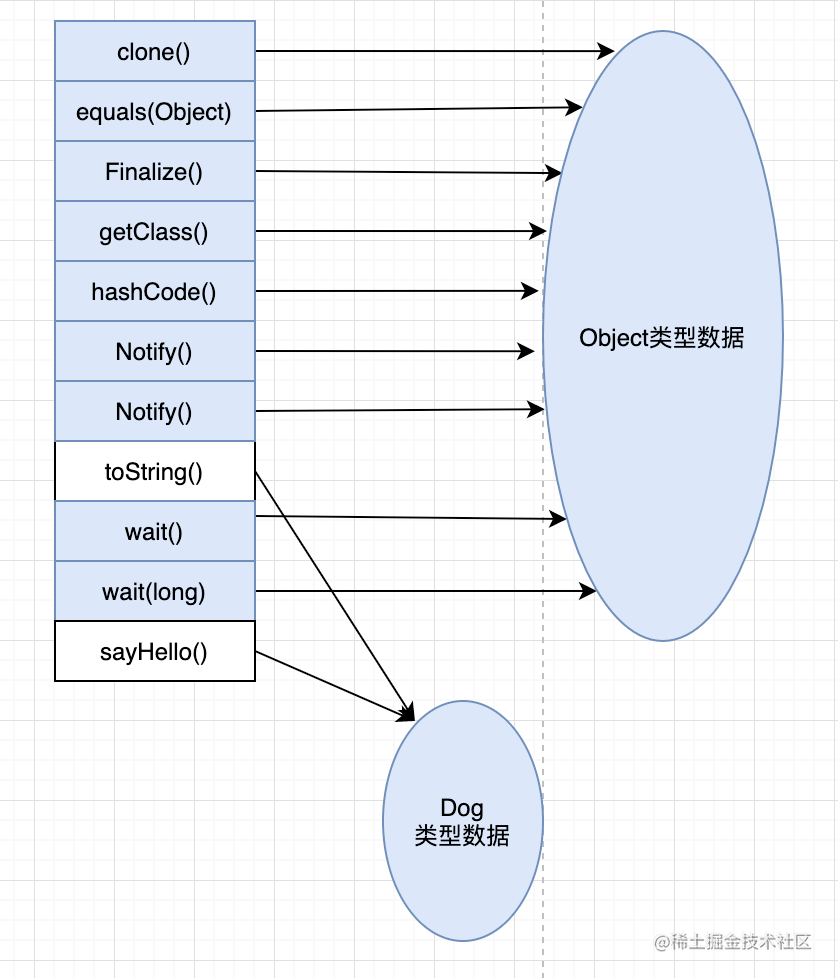 clone()
equals(Object)
Finalize()
getClass()
hashCode()
Notify()
Notify()
toString()
wait()
wait(long)
sayHello()
Object类型数据
Dog
类型数据
@稀土掘金技术社区